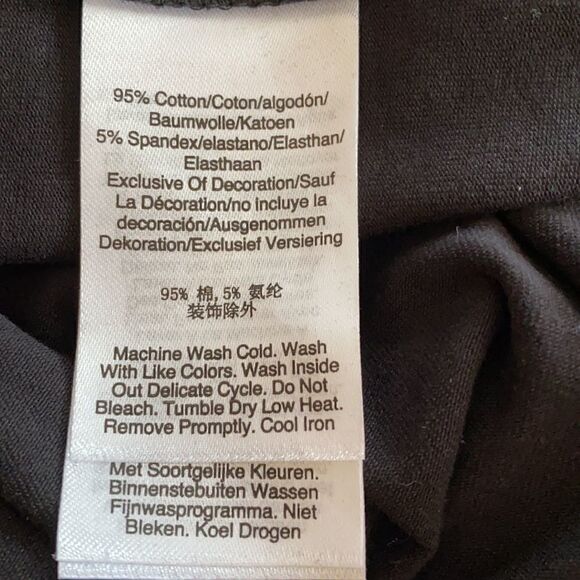 95% Cotton/Coton/algodón/
Baumwolle/Katoen
5% Spandex/elastano/Elasthan/
Elasthaan
Exclusive Of Decoration/Sauf
La Décoration/no incluye la
decoración/Ausgenommen
Dekoration/Exclusief Versiering
95% 棉,5% 氨纶
装饰除外
Machine Wash Cold. Wash
With Like Colors. Wash Inside
Out Delicate Cycle. Do Not
Bleach. Tumble Dry Low Heat.
Remove Promptly. Cool Iron
Met Soortgelijke Kleuren.
Binnenstebuiten Wassen
Fijnwasprogramma. Niet
Bleken. Koel Drogen